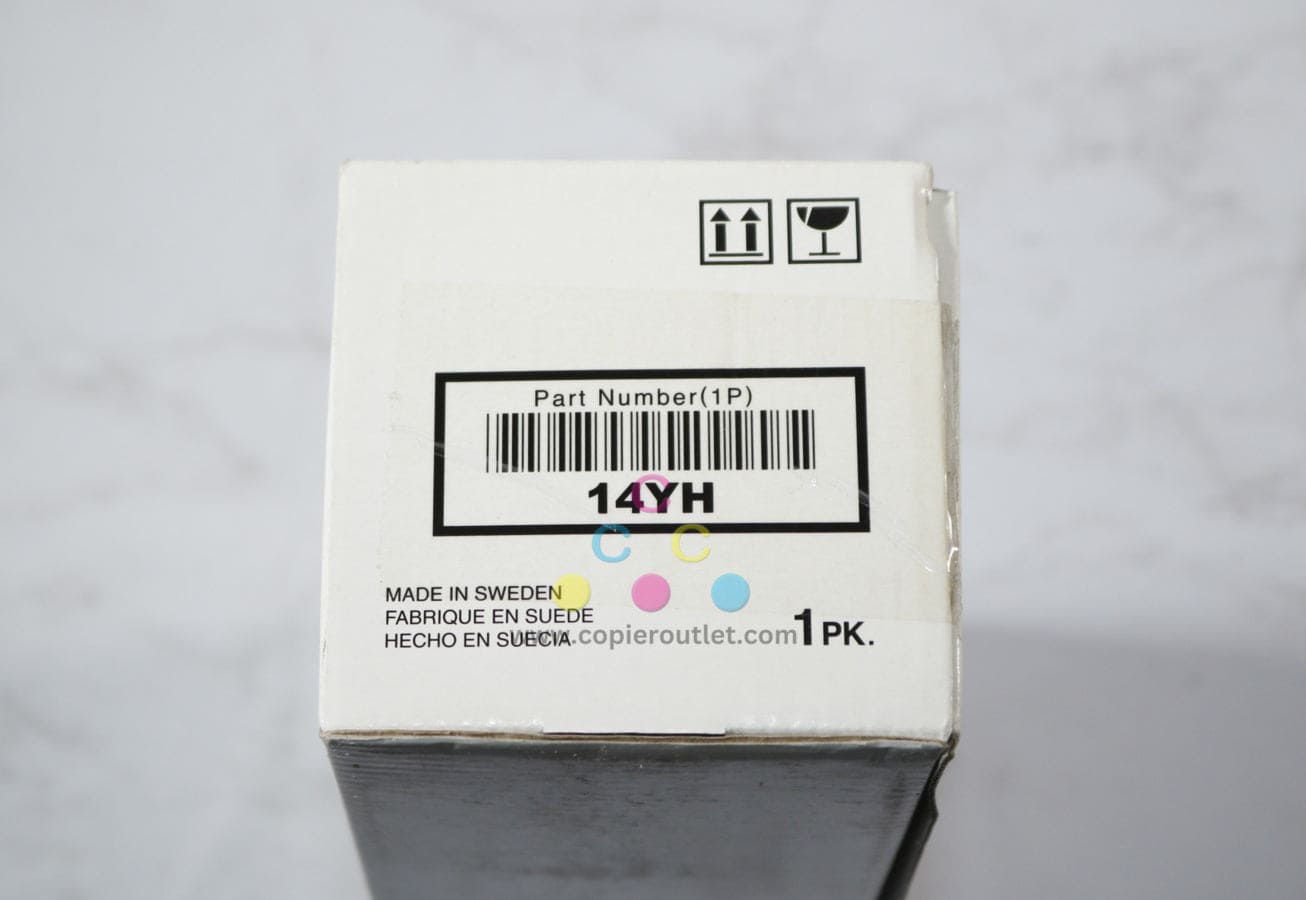 Part Number(1P)
14YH
C
C C
MADE IN SWEDEN
FABRIQUE EN SUEDE
HECHO EN SUECIA
www.copieroutlet.com
1PK.